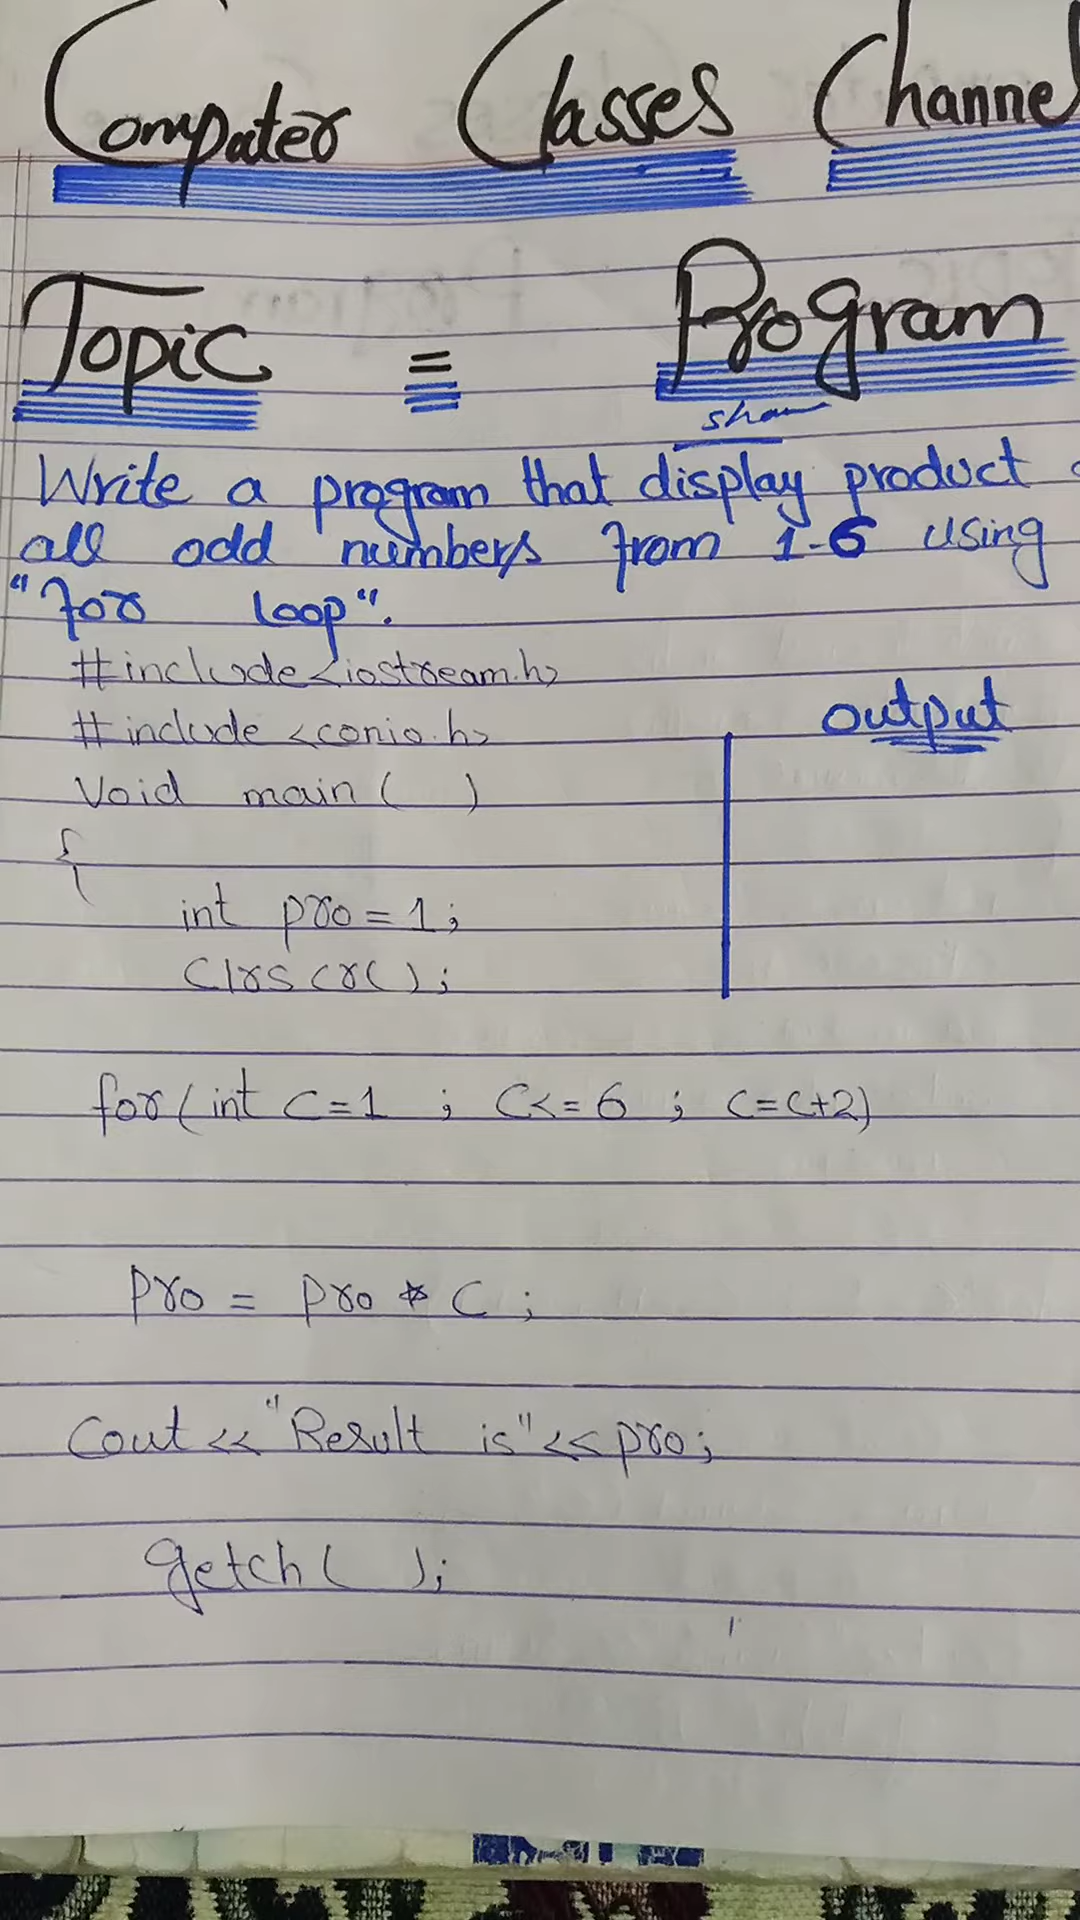 Computer Classes Channel
Topic = Program
show
Write a program that display product
all odd numbers from 1-6 using
"for loop".
#include<iostream.h>
#include <conio.h>
output
Void main ( )
{
int pro = 1;
Clrscr();
for (int C=1 ; C<=6 ; C=C+2)
pro = pro * C ;
Cout << "Result is" << pro;
getch ( );